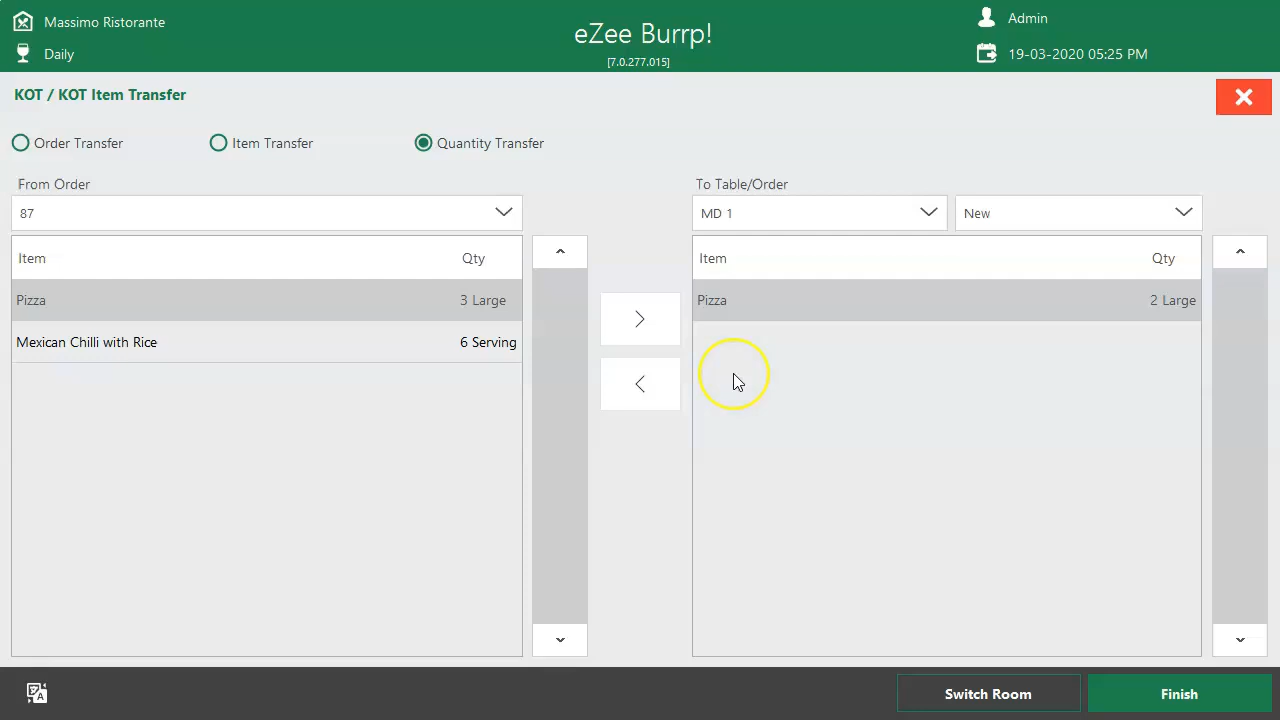 Massimo Ristorante
Daily
eZee Burrp!
[7.0.277.015]
Admin
19-03-2020 05:25 PM
KOT / KOT Item Transfer
Order Transfer
Item Transfer
Quantity Transfer
From Order
To Table/Order
87
MD 1
New
Item Qty
Pizza 3 Large
Mexican Chilli with Rice 6 Serving
Item Qty
Pizza 2 Large
Switch Room
Finish